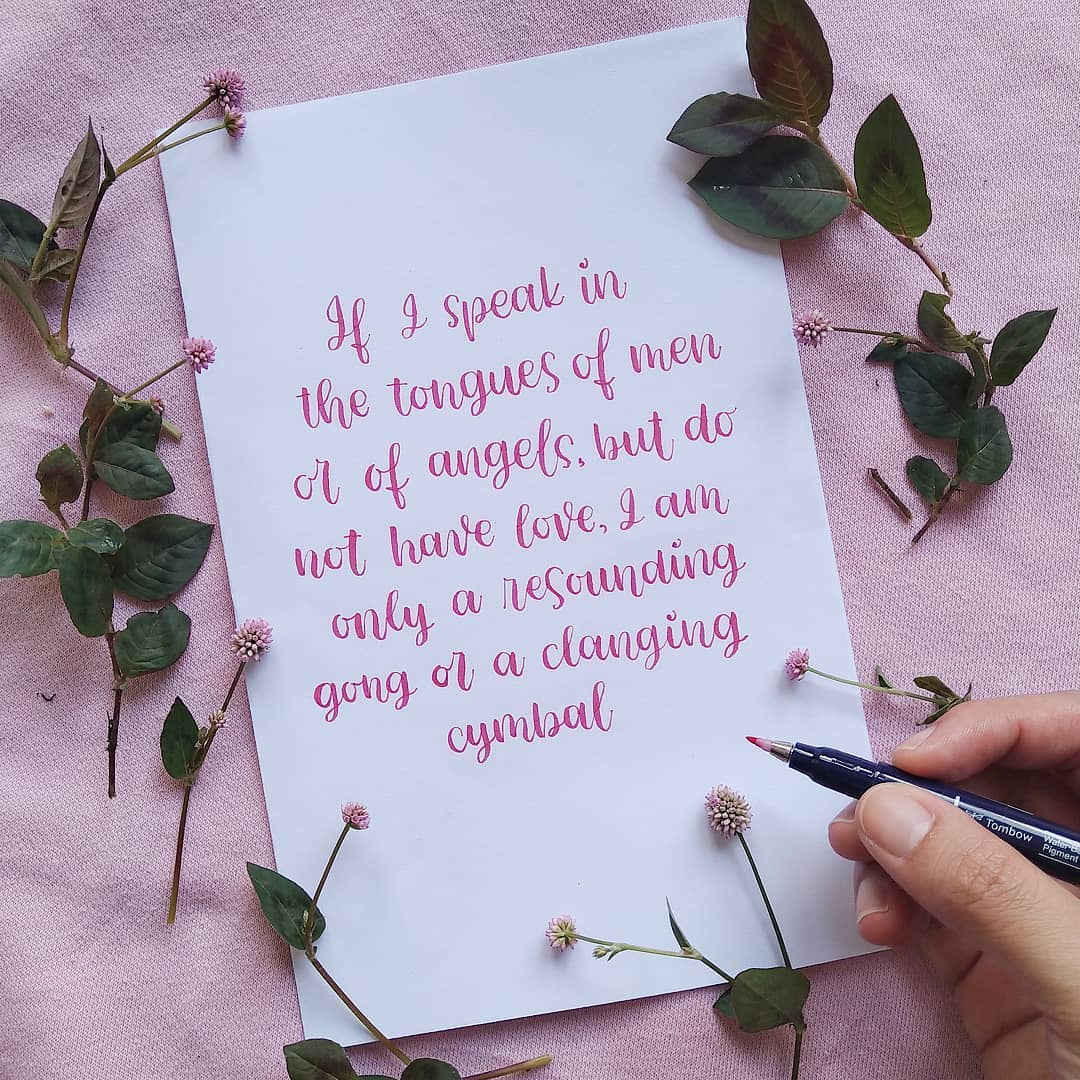 If I speak in
the tongues of men
or of angels, but do
not have love, I am
only a resounding
gong or a clanging
cymbal
Tombow
Water-B
Pigment